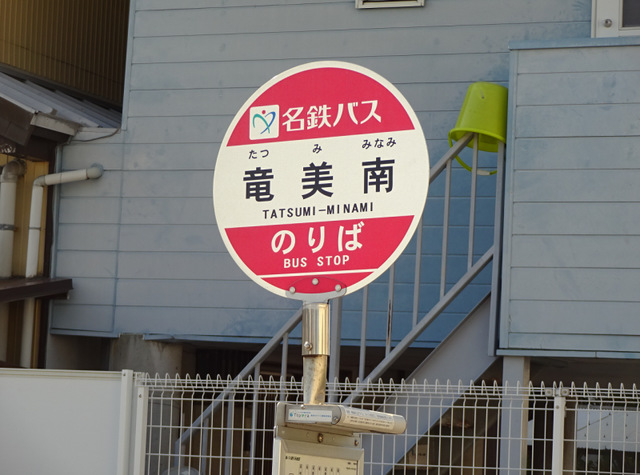 名鉄バス
たつ み みなみ
竜美南
TATSUMI-MINAMI
のりば
BUS STOP